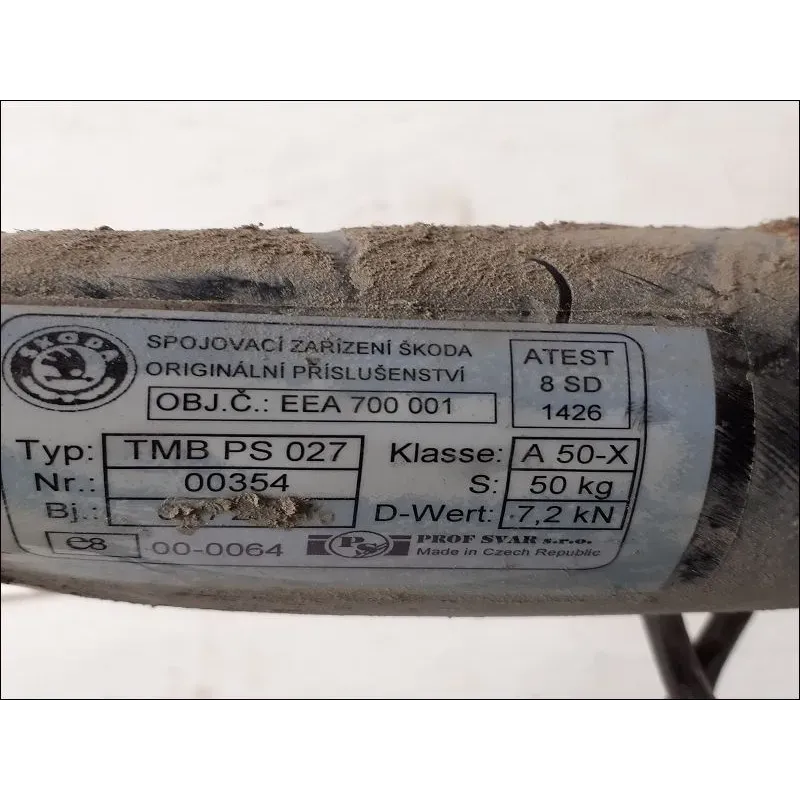 ŠKODA
SPOJOVACÍ ZAŘÍZENÍ ŠKODA
ORIGINÁLNÍ PŘÍSLUŠENSTVÍ
OBJ.Č.: EEA 700 001
ATEST
8 SD
1426
Typ: TMB PS 027
Nr.: 00354
Bj.:
Klasse: A 50-X
S: 50 kg
D-Wert: 7,2 kN
e8 00-0064
PS PROF SVAR s.r.o.
Made in Czech Republic